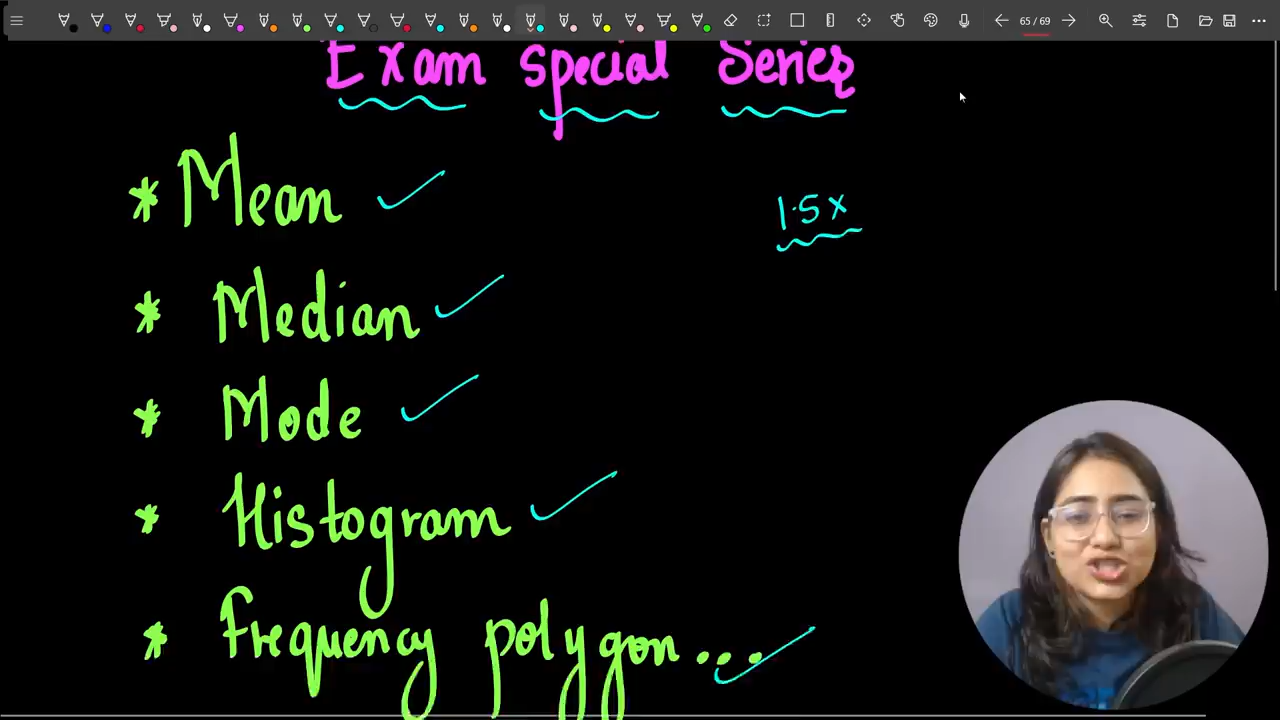 65 / 69
Exam special Series
* Mean
1.5x
* Median
* Mode
* Histogram
* Frequency polygon...